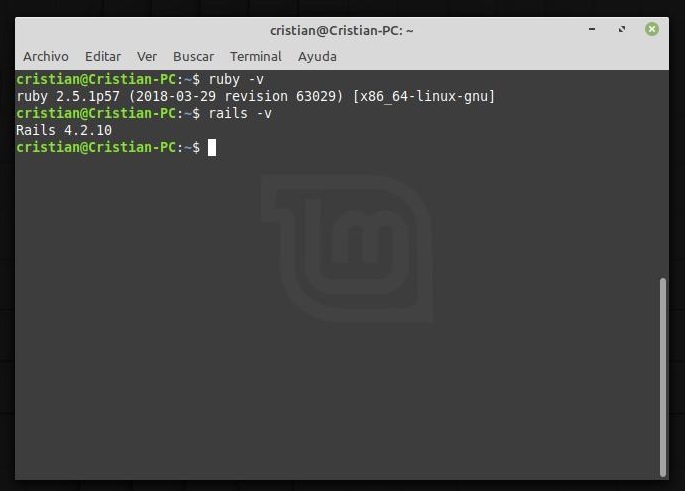 cristian@Cristian-PC: ~
Archivo Editar Ver Buscar Terminal Ayuda
cristian@Cristian-PC:~$ ruby -v
ruby 2.5.1p57 (2018-03-29 revision 63029) [x86_64-linux-gnu]
cristian@Cristian-PC:~$ rails -v
Rails 4.2.10
cristian@Cristian-PC:~$